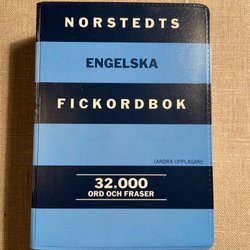 NORSTEDTS
ENGELSKA
FICKORDBOK
[ANDRA UPPLAGAN]
32.000
ORD OCH FRASER